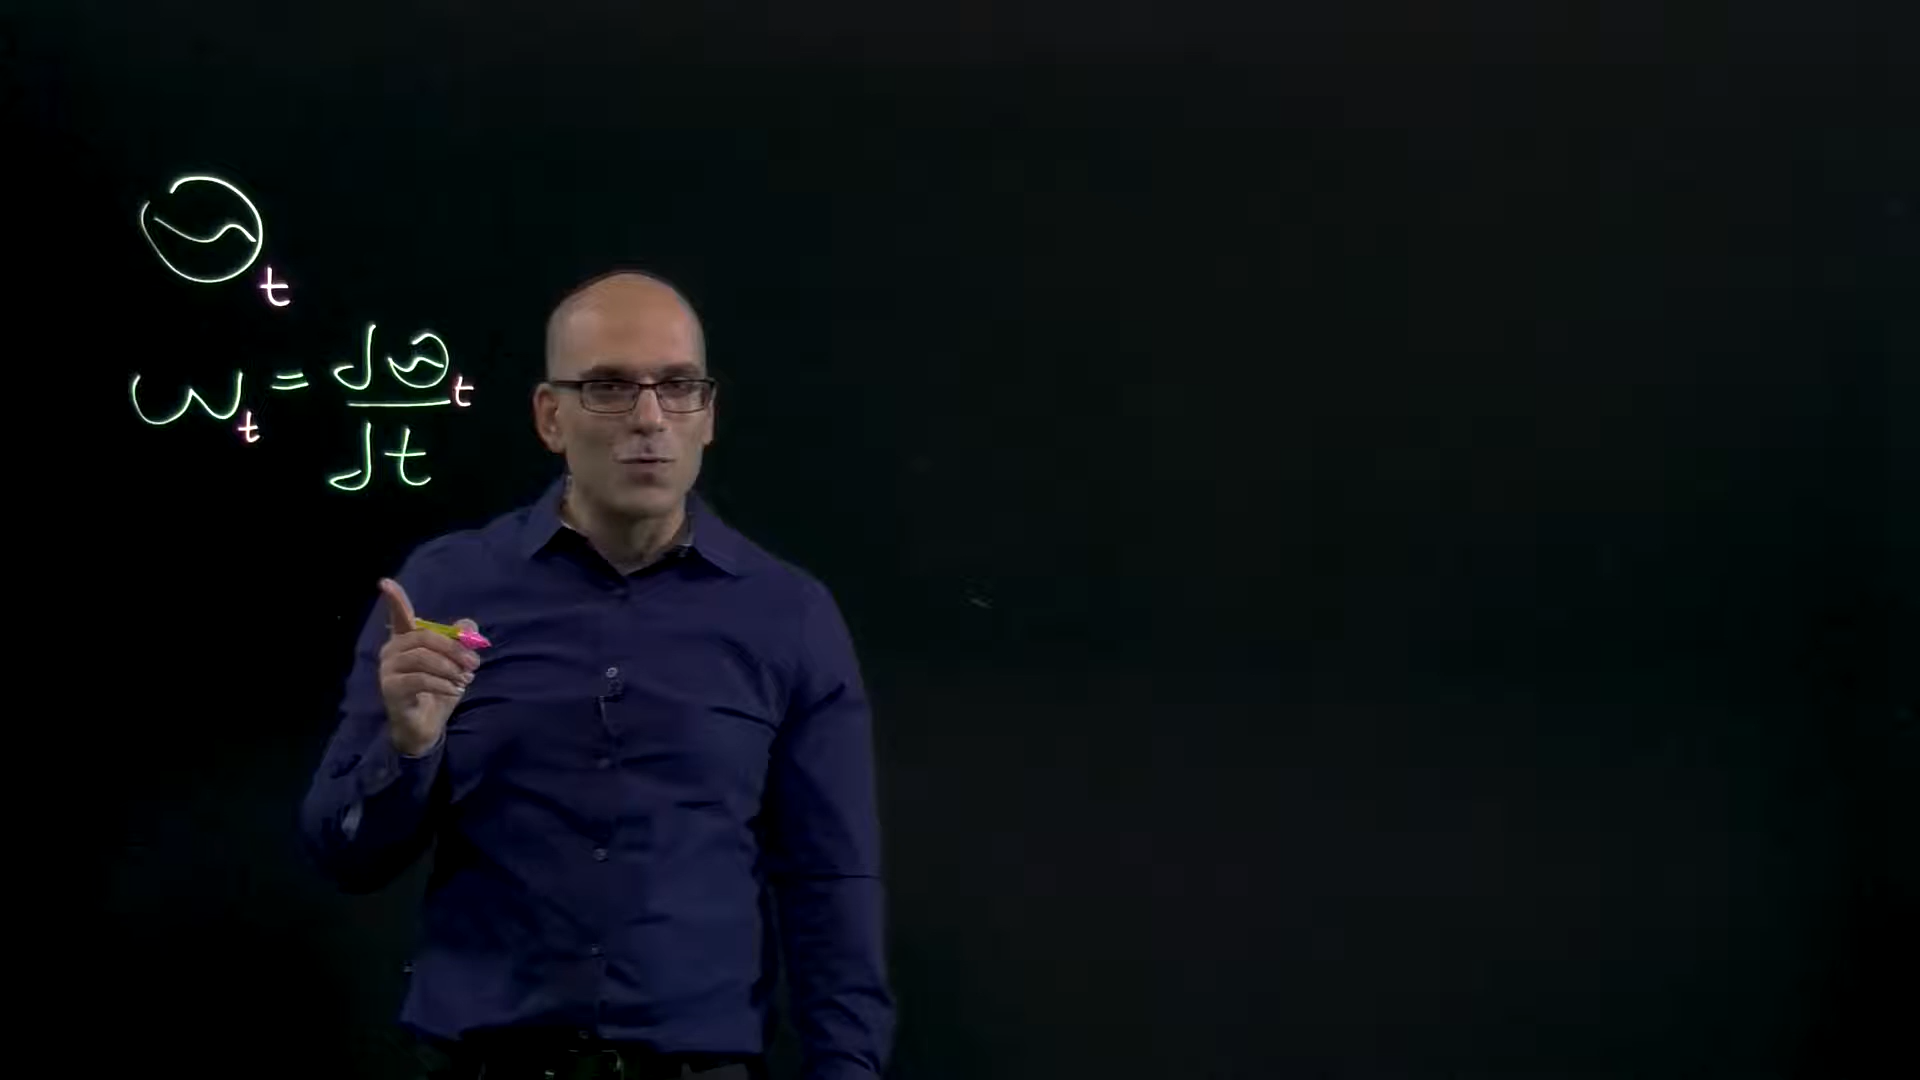 θ_t
ω_t = dθ_t / dt